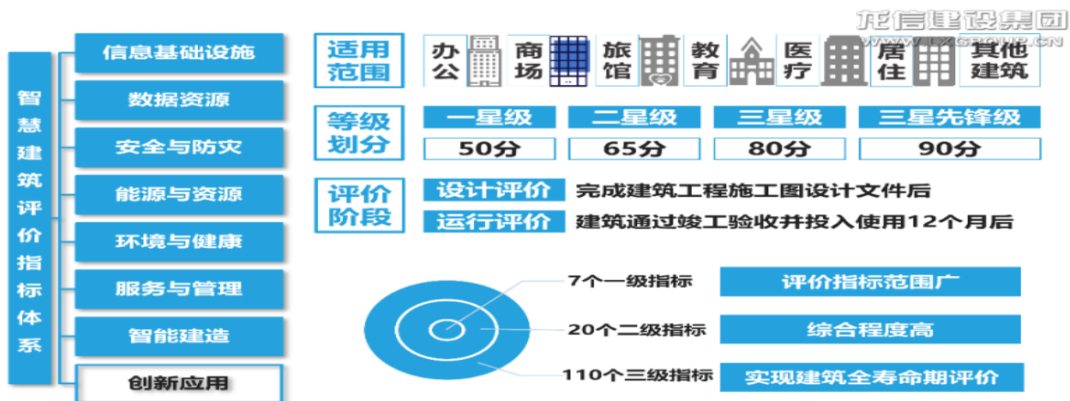 龙信建设集团
WWW.LXGROUP.CN
智慧建筑评价指标体系
信息基础设施
数据资源
安全与防灾
能源与资源
环境与健康
服务与管理
智能建造
创新应用
适用
范围
办公
商场
旅馆
教育
医疗
居住
其他
建筑
等级
划分
一星级
二星级
三星级
三星先锋级
50分
65分
80分
90分
评价
阶段
设计评价
完成建筑工程施工图设计文件后
运行评价
建筑通过竣工验收并投入使用12个月后
7个一级指标
评价指标范围广
20个二级指标
综合程度高
110个三级指标
实现建筑全寿命期评价